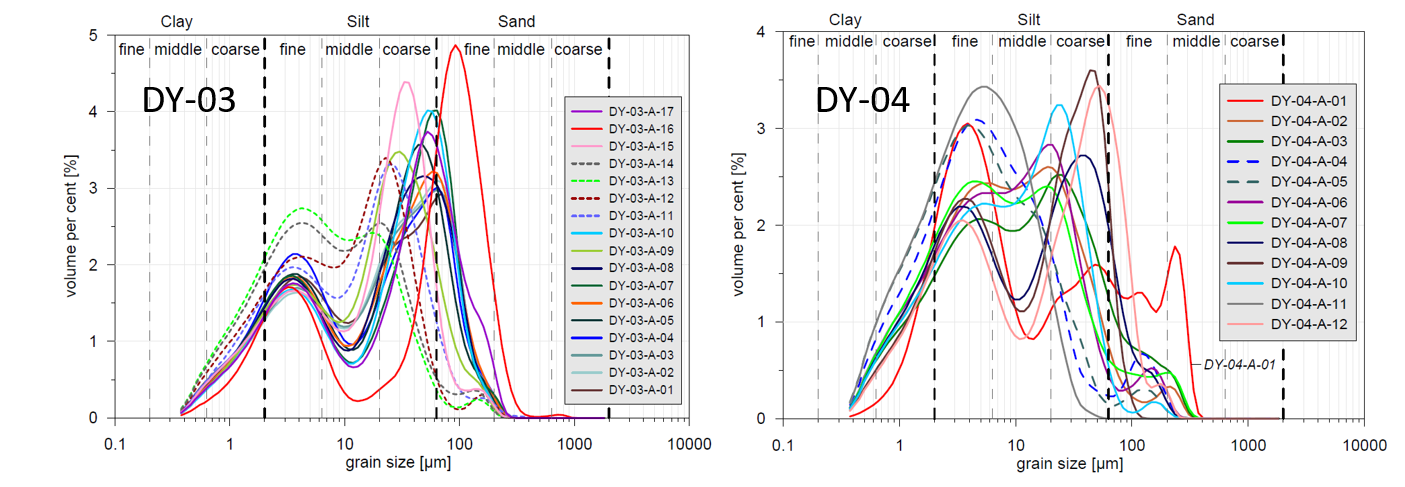 Clay Silt Sand
fine middle coarse fine middle coarse fine middle coarse
DY-03
volume per cent [%]
5
4
3
2
1
0
0.1 1 10 100 1000 10000
grain size [µm]
DY-03-A-17
DY-03-A-16
DY-03-A-15
DY-03-A-14
DY-03-A-13
DY-03-A-12
DY-03-A-11
DY-03-A-10
DY-03-A-09
DY-03-A-08
DY-03-A-07
DY-03-A-06
DY-03-A-05
DY-03-A-04
DY-03-A-03
DY-03-A-02
DY-03-A-01
Clay Silt Sand
fine middle coarse fine middle coarse fine middle coarse
DY-04
volume per cent [%]
4
3
2
1
0
0.1 1 10 100 1000 10000
grain size [µm]
DY-04-A-01
DY-04-A-02
DY-04-A-03
DY-04-A-04
DY-04-A-05
DY-04-A-06
DY-04-A-07
DY-04-A-08
DY-04-A-09
DY-04-A-10
DY-04-A-11
DY-04-A-12
DY-04-A-01